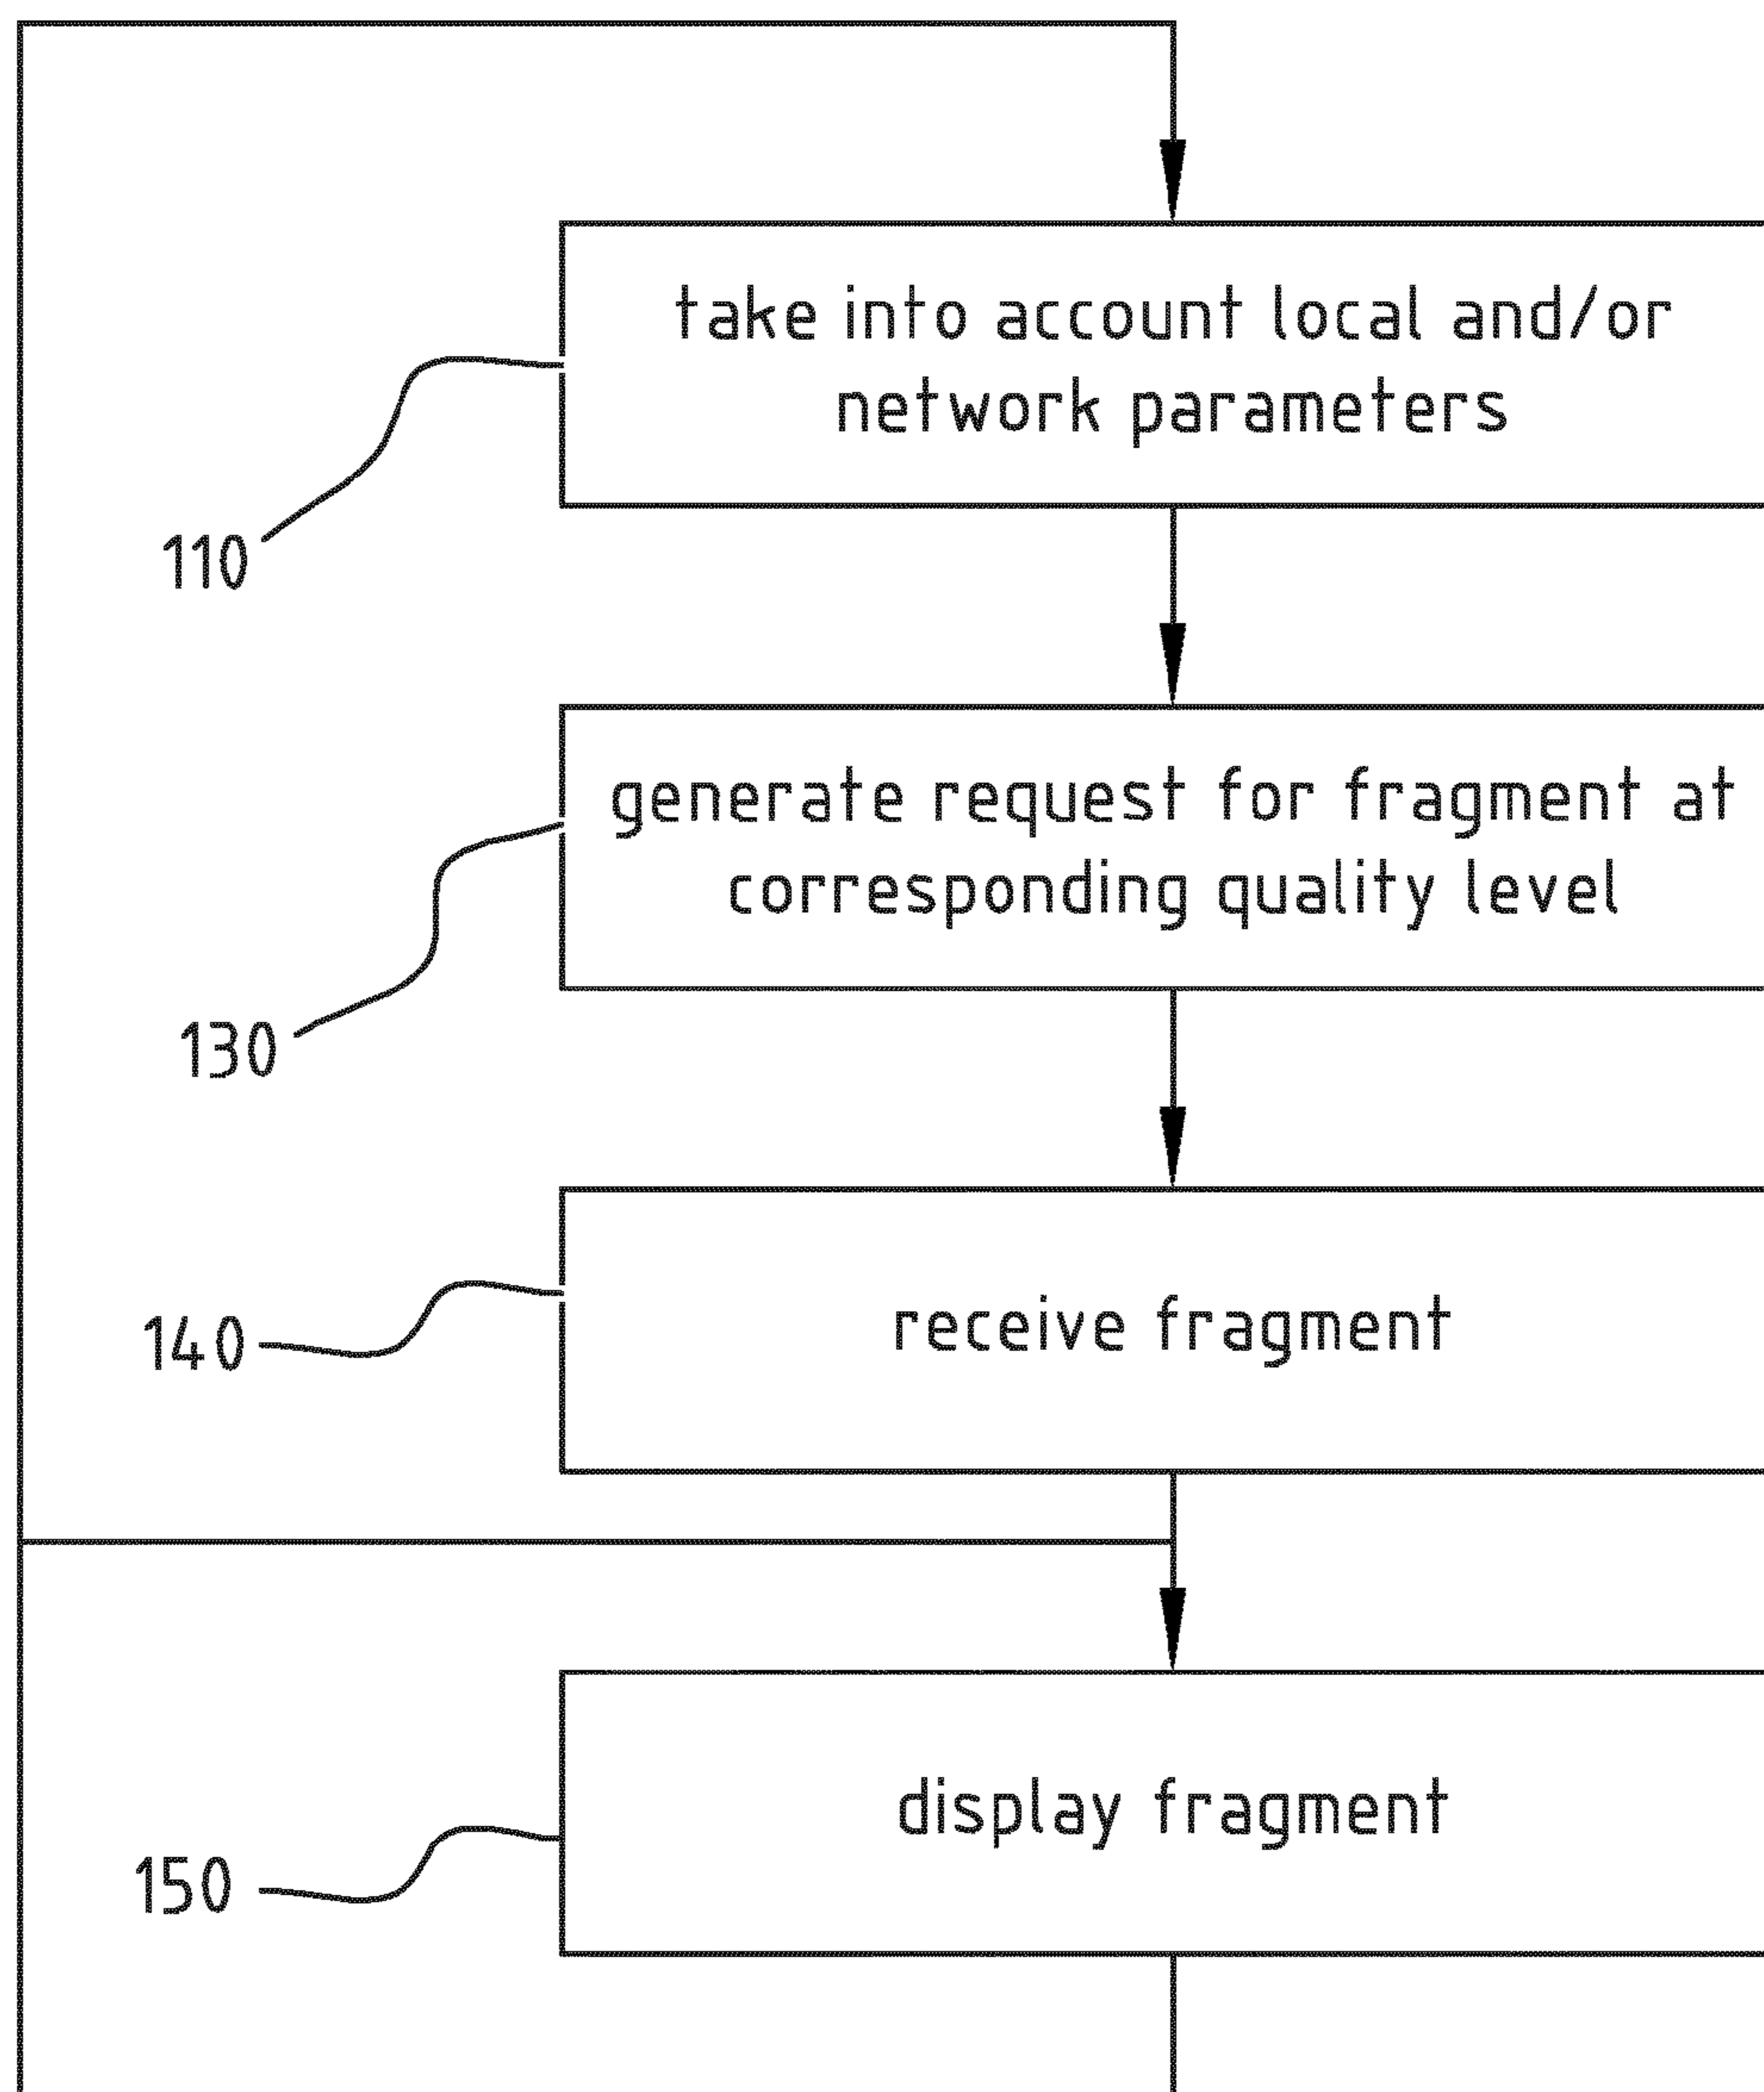 take into account local and/or
network parameters
110
generate request for fragment at
corresponding quality level
130
receive fragment
140
display fragment
150